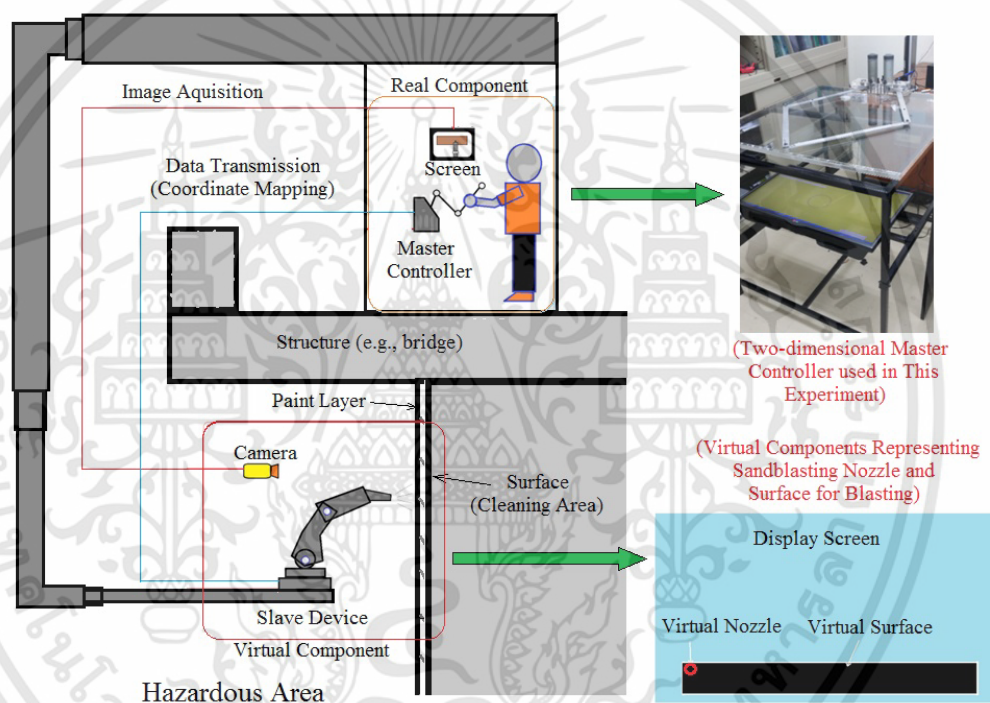 Image Aquisition
Real Component
Screen
Data Transmission
(Coordinate Mapping)
Master
Controller
Structure (e.g., bridge)
Paint Layer
Camera
Surface
(Cleaning Area)
Slave Device
Virtual Component
Hazardous Area
(Two-dimensional Master
Controller used in This
Experiment)
(Virtual Components Representing
Sandblasting Nozzle and
Surface for Blasting)
Display Screen
Virtual Nozzle
Virtual Surface